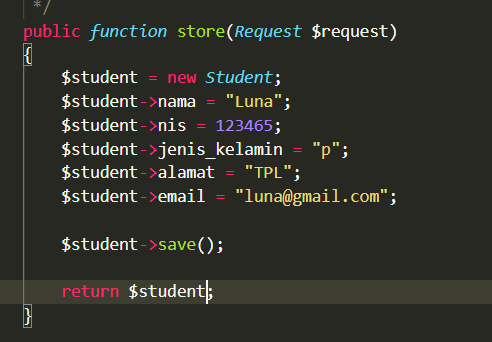 */
public function store(Request $request)
{
$student = new Student;
$student->nama = "Luna";
$student->nis = 123465;
$student->jenis_kelamin = "p";
$student->alamat = "TPL";
$student->email = "luna@gmail.com";
$student->save();
return $student;
}